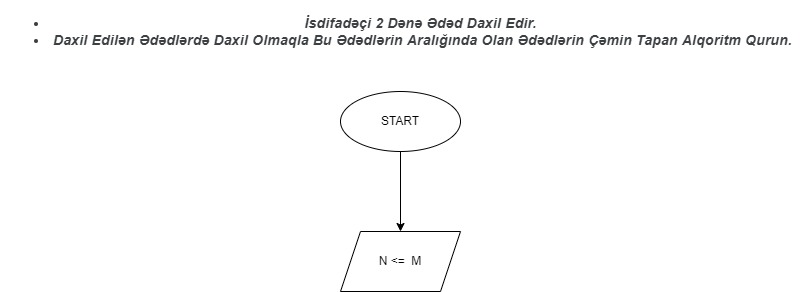 İsdifadəçi 2 Dənə Ədəd Daxil Edir.
Daxil Edilən Ədədlərdə Daxil Olmaqla Bu Ədədlərin Aralığında Olan Ədədlərin Çəmin Tapan Alqoritm Qurun.
START
N <= M